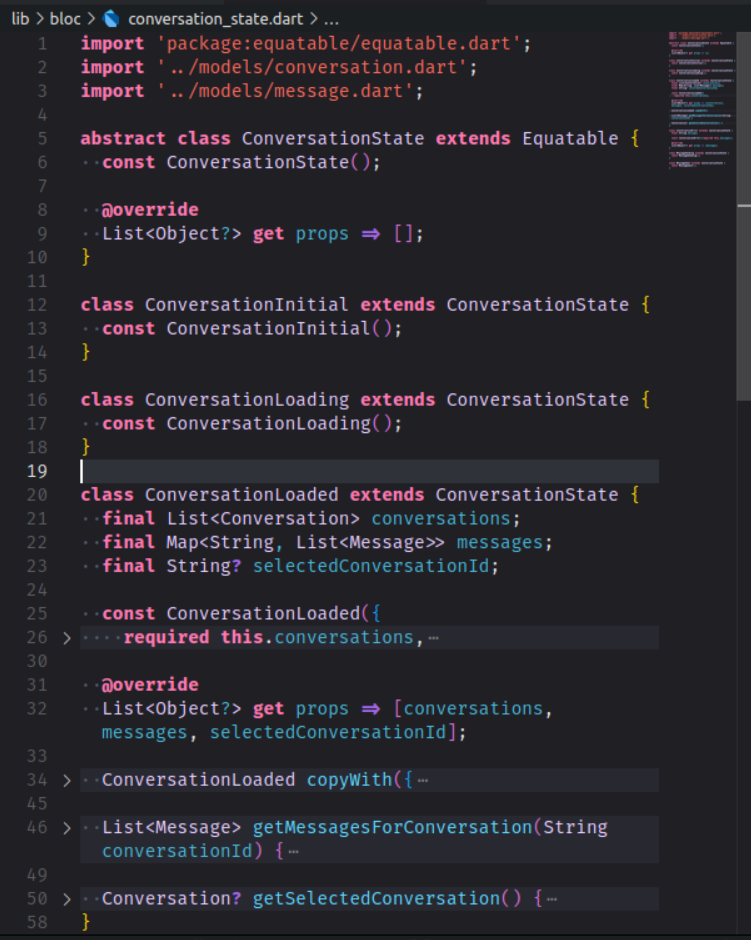 lib > bloc > conversation_state.dart > ...
1 import 'package:equatable/equatable.dart';
2 import '../models/conversation.dart';
3 import '../models/message.dart';
4
5 abstract class ConversationState extends Equatable {
6 const ConversationState();
7
8 @override
9 List<Object?> get props => [];
10 }
11
12 class ConversationInitial extends ConversationState {
13 const ConversationInitial();
14 }
15
16 class ConversationLoading extends ConversationState {
17 const ConversationLoading();
18 }
19
20 class ConversationLoaded extends ConversationState {
21 final List<Conversation> conversations;
22 final Map<String, List<Message>> messages;
23 final String? selectedConversationId;
24
25 const ConversationLoaded({
26 > required this.conversations,⋯
30
31 @override
32 List<Object?> get props => [conversations,
messages, selectedConversationId];
33
34 > ConversationLoaded copyWith({⋯
45
46 > List<Message> getMessagesForConversation(String
conversationId) {⋯
49
50 > Conversation? getSelectedConversation() {⋯
58 }